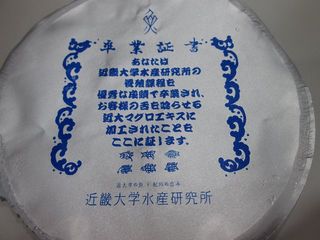 卒業証書
あなたは
近畿大学水産研究所の
養殖課程を
優秀な成績で卒業され、
お客様の舌を唸らせる
近大マグロエキスに
加工されたことを
ここに証します。
近畿大学水産研究所